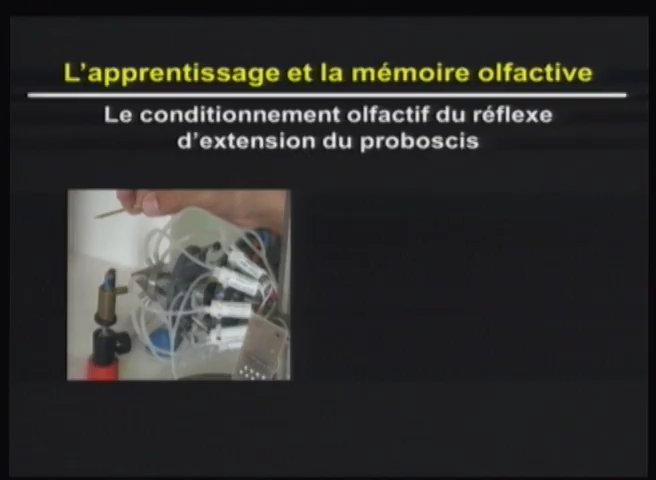 L'apprentissage et la mémoire olfactive
Le conditionnement olfactif du réflexe
d'extension du proboscis